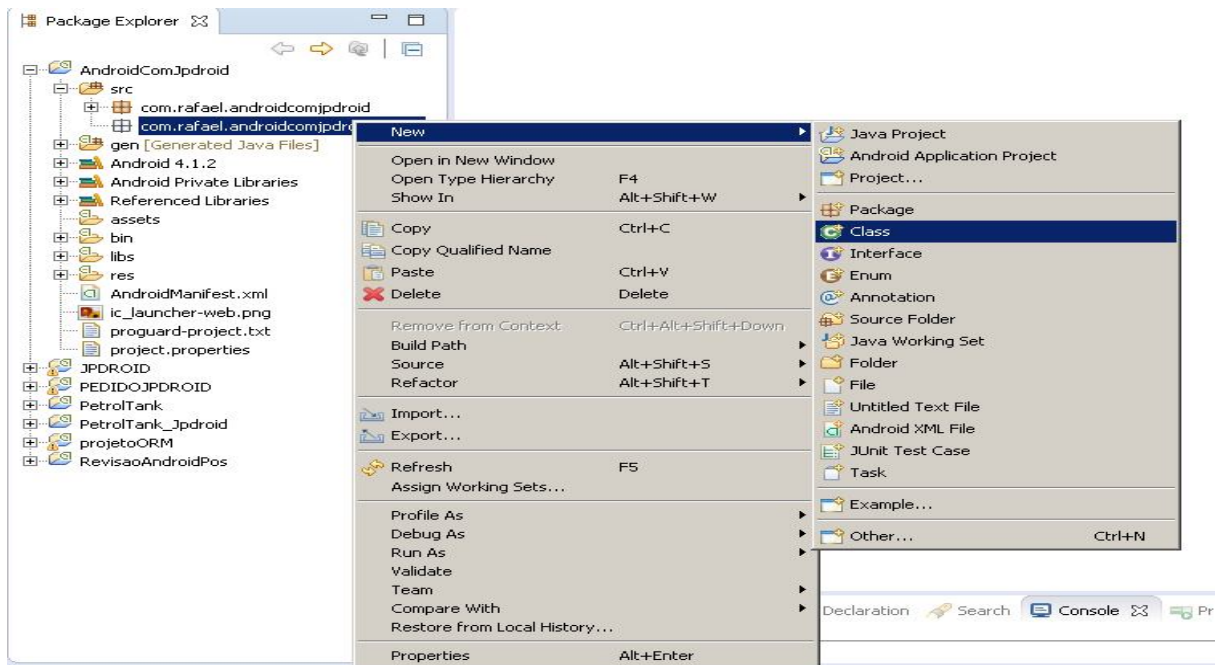 Package Explorer
AndroidComJpdroid
src
com.rafael.androidcomjpdroid
com.rafael.androidcomjpdr
gen [Generated Java Files]
Android 4.1.2
Android Private Libraries
Referenced Libraries
assets
bin
libs
res
AndroidManifest.xml
ic_launcher-web.png
proguard-project.txt
project.properties
JPDROID
PEDIDOJPDROID
PetrolTank
PetrolTank_Jpdroid
projetoORM
RevisaoAndroidPos
New
Open in New Window
Open Type Hierarchy F4
Show In Alt+Shift+W
Copy Ctrl+C
Copy Qualified Name
Paste Ctrl+V
Delete Delete
Remove from Context Ctrl+Alt+Shift+Down
Build Path
Source Alt+Shift+S
Refactor Alt+Shift+T
Import...
Export...
Refresh F5
Assign Working Sets...
Profile As
Debug As
Run As
Validate
Team
Compare With
Restore from Local History...
Properties Alt+Enter
Java Project
Android Application Project
Project...
Package
Class
Interface
Enum
Annotation
Source Folder
Java Working Set
Folder
File
Untitled Text File
Android XML File
JUnit Test Case
Task
Example...
Other... Ctrl+N
Declaration Search Console Pr